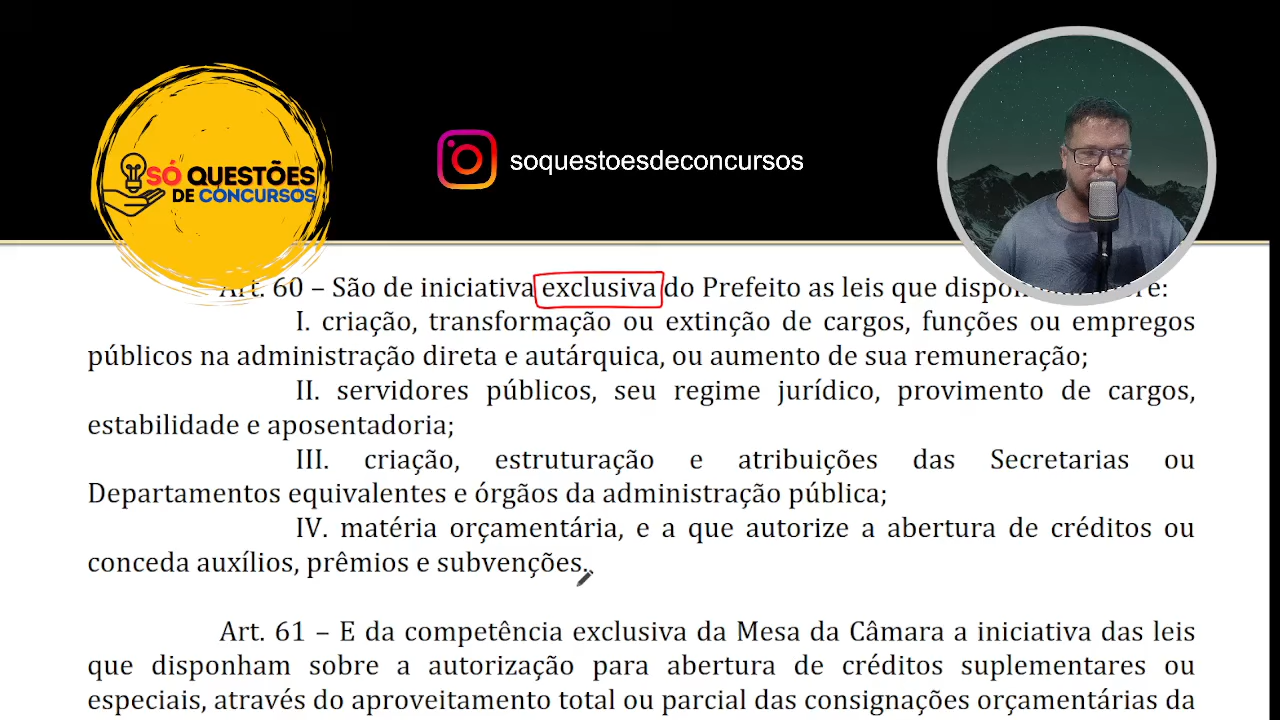 SÓ QUESTÕES
DE CONCURSOS
soquestoesdeconcursos
Art. 60 – São de iniciativa exclusiva do Prefeito as leis que
I. criação, transformação ou extinção de cargos, funções ou empregos
públicos na administração direta e autárquica, ou aumento de sua remuneração;
II. servidores públicos, seu regime jurídico, provimento de cargos,
estabilidade e aposentadoria;
III. criação, estruturação e atribuições das Secretarias ou
Departamentos equivalentes e órgãos da administração pública;
IV. matéria orçamentária, e a que autorize a abertura de créditos ou
conceda auxílios, prêmios e subvenções.
Art. 61 – E da competência exclusiva da Mesa da Câmara a iniciativa das leis
que disponham sobre a autorização para abertura de créditos suplementares ou
especiais, através do aproveitamento total ou parcial das consignações orçamentárias da